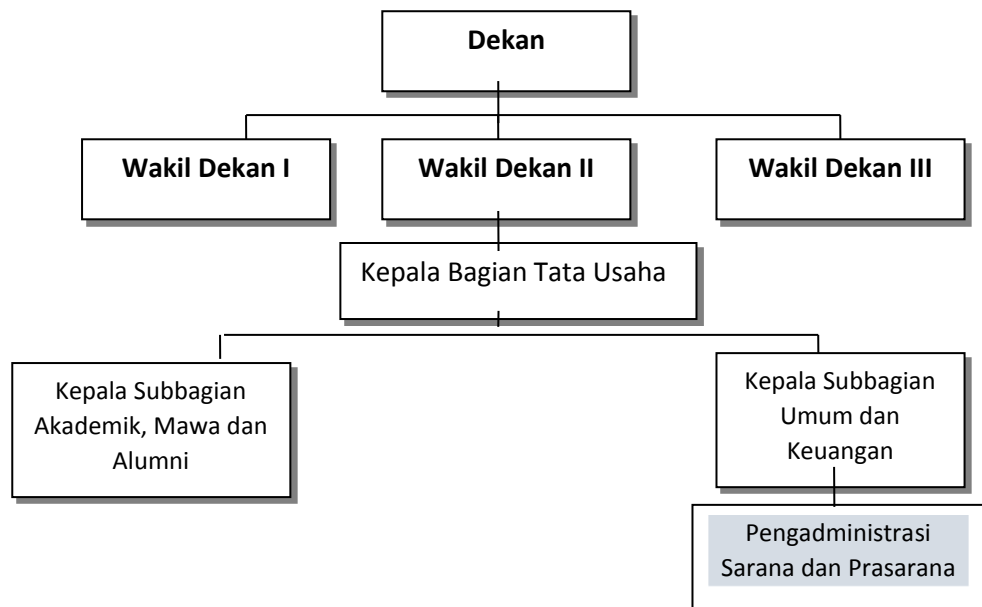 Dekan
Wakil Dekan I
Wakil Dekan II
Wakil Dekan III
Kepala Bagian Tata Usaha
Kepala Subbagian
Akademik, Mawa dan
Alumni
Kepala Subbagian
Umum dan
Keuangan
Pengadministrasi
Sarana dan Prasarana